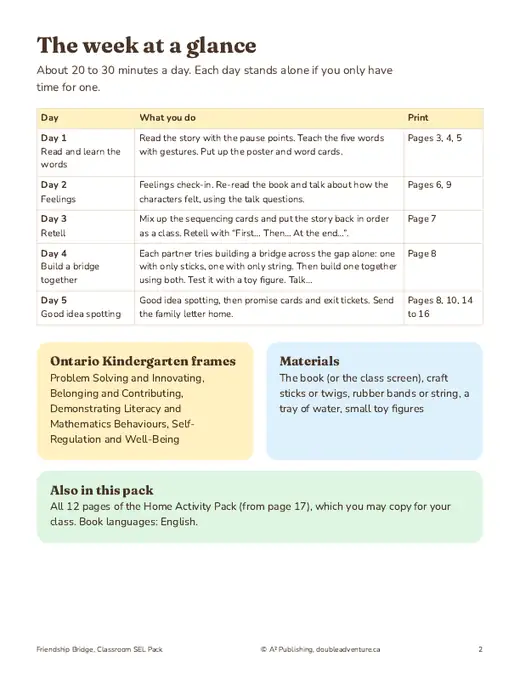 The week at a glance
About 20 to 30 minutes a day. Each day stands alone if you only have
time for one.
Day What you do Print
Day 1
Read and learn the
words
Read the story with the pause points. Teach the five words
with gestures. Put up the poster and word cards.
Pages 3, 4, 5
Day 2
Feelings
Feelings check-in. Re-read the book and talk about how the
characters felt, using the talk questions.
Pages 6, 9
Day 3
Retell
Mix up the sequencing cards and put the story back in order
as a class. Retell with “First... Then... At the end...”.
Page 7
Day 4
Build a bridge
together
Each partner tries building a bridge across the gap alone: one
with only sticks, one with only string. Then build one together
using both. Test it with a toy figure. Talk...
Page 8
Day 5
Good idea spotting
Good idea spotting, then promise cards and exit tickets. Send
the family letter home.
Pages 8, 10, 14
to 16
Ontario Kindergarten frames
Problem Solving and Innovating,
Belonging and Contributing,
Demonstrating Literacy and
Mathematics Behaviours, Self-
Regulation and Well-Being
Materials
The book (or the class screen), craft
sticks or twigs, rubber bands or string, a
tray of water, small toy figures
Also in this pack
All 12 pages of the Home Activity Pack (from page 17), which you may copy for your
class. Book languages: English.
Friendship Bridge, Classroom SEL Pack © A² Publishing, doubleadventure.ca 2